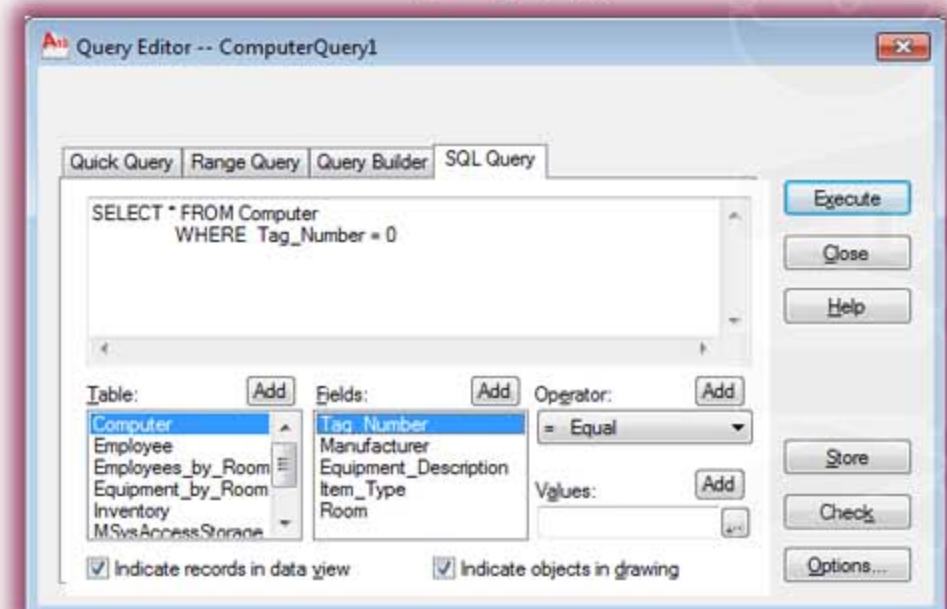 Query Editor -- ComputerQuery1
Quick Query Range Query Query Builder SQL Query
SELECT * FROM Computer
WHERE Tag_Number = 0
Execute
Close
Help
Table: Add Fields: Add Operator: Add
Computer
Employee
Employees_by_Room
Equipment_by_Room
Inventory
MSysAccessStorage
Tag_Number
Manufacturer
Equipment_Description
Item_Type
Room
= Equal
Values: Add
...
Store
Check
Options...
Indicate records in data view Indicate objects in drawing